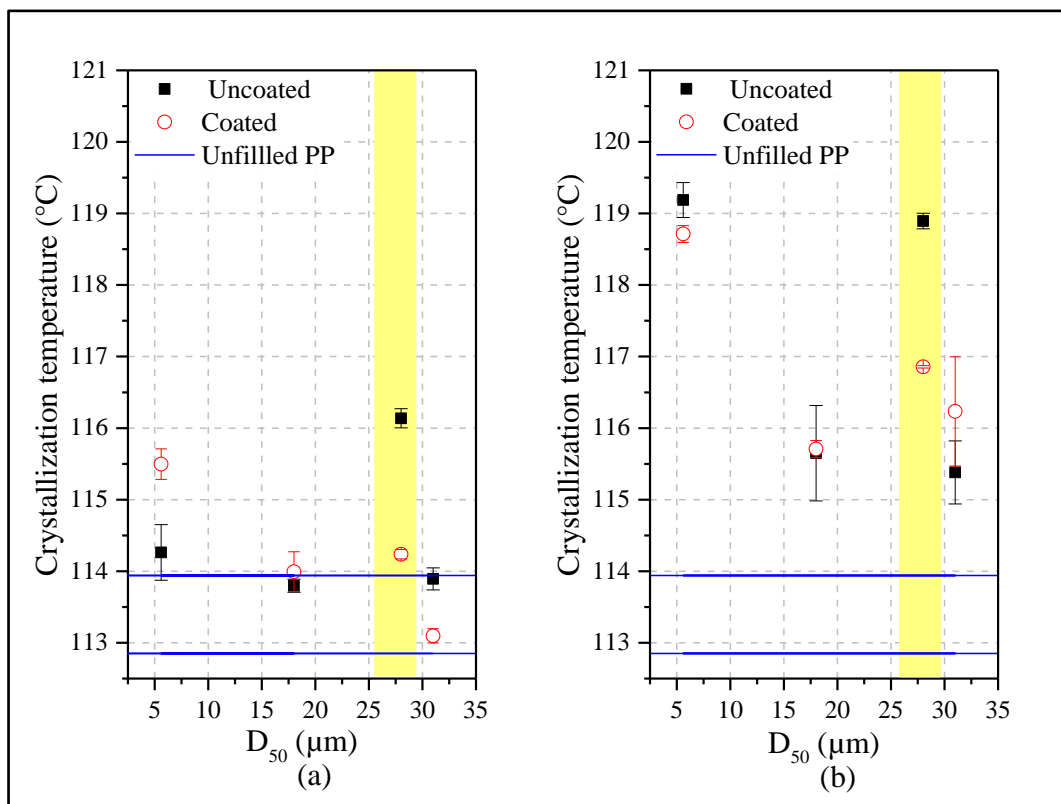 121
120
119
118
117
116
115
114
113
Crystallization temperature (°C)
Uncoated
Coated
Unfillled PP
5 10 15 20 25 30 35
D50 (µm)
(a)
121
120
119
118
117
116
115
114
113
Crystallization temperature (°C)
Uncoated
Coated
Unfillled PP
5 10 15 20 25 30 35
D50 (µm)
(b)